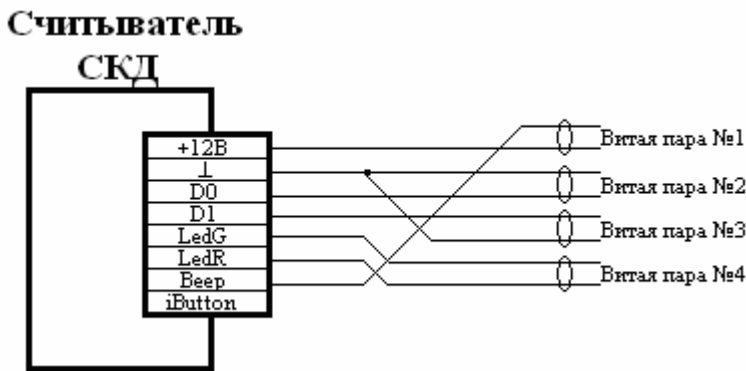 Считыватель
СКД
+12В
⊥
D0
D1
LedG
LedR
Beep
iButton
Витая пара №1
Витая пара №2
Витая пара №3
Витая пара №4